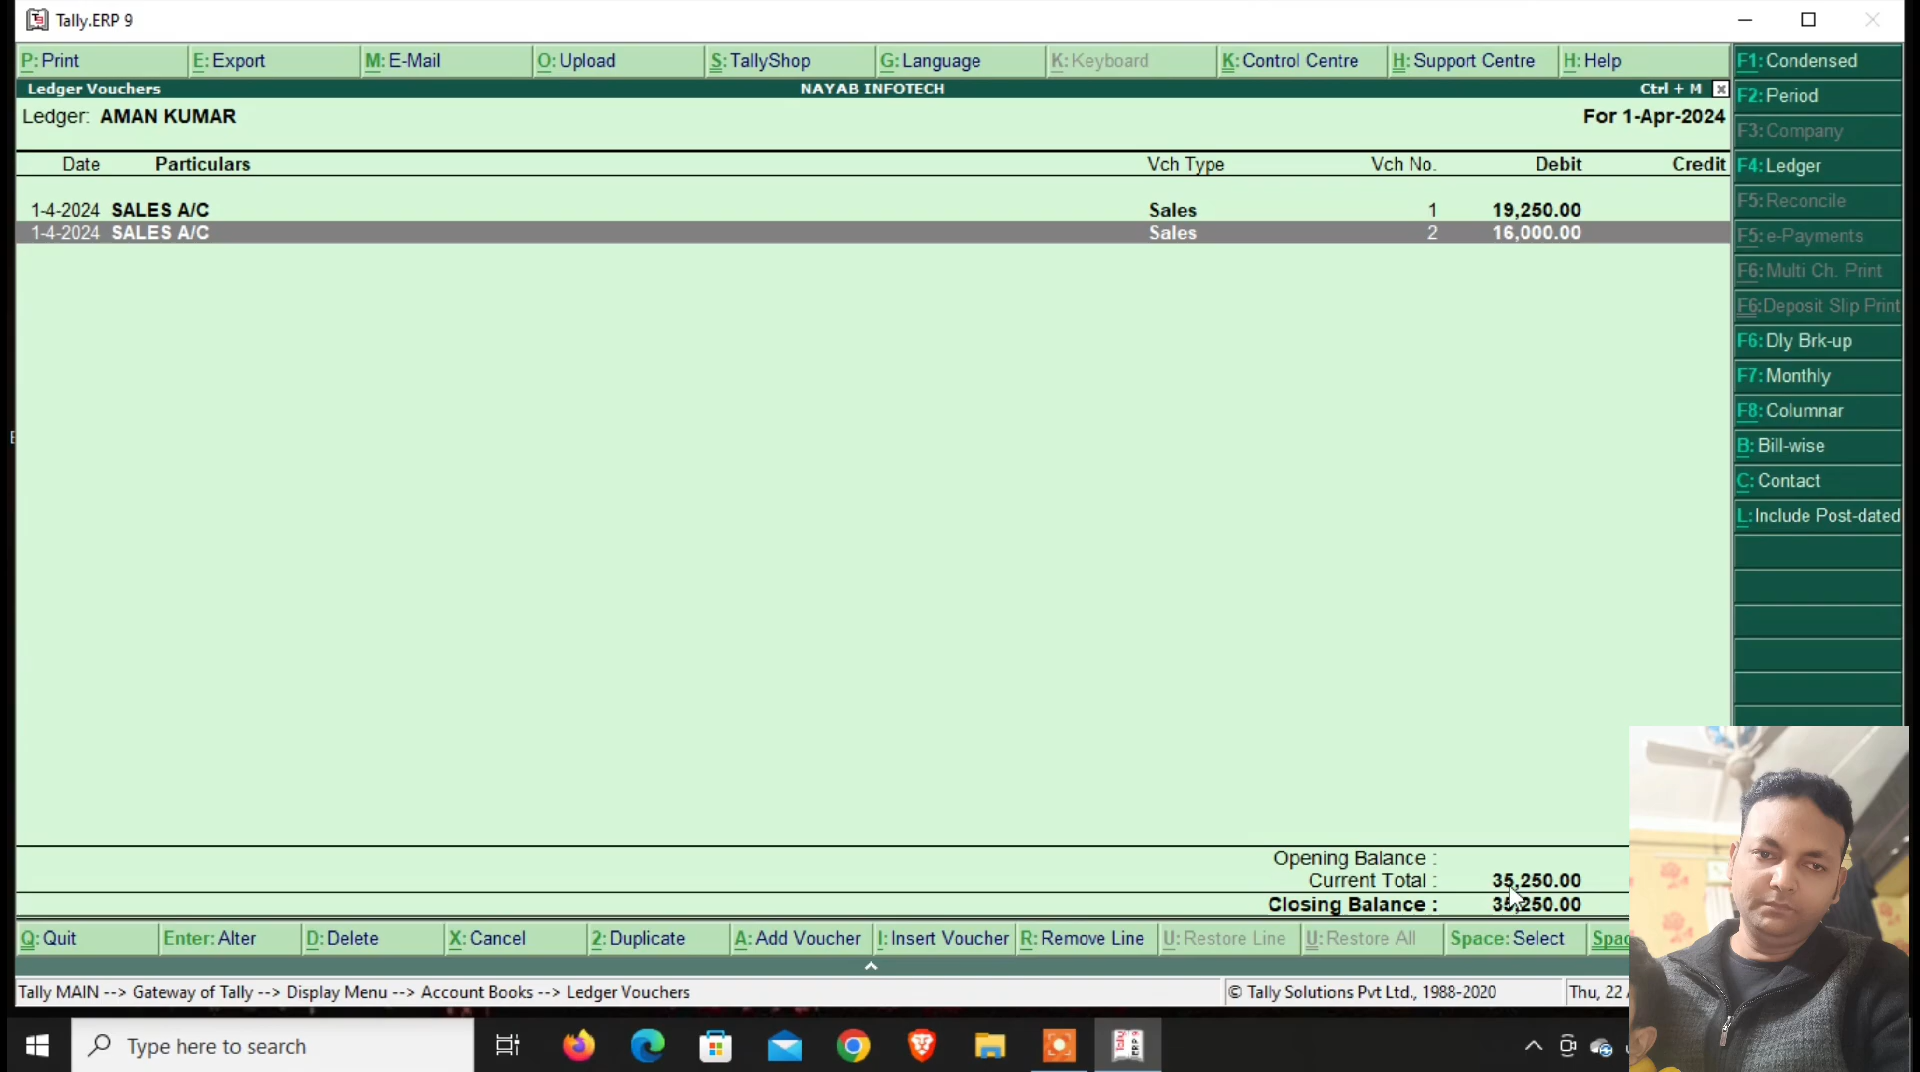 Tally.ERP 9
P: Print E: Export M: E-Mail O: Upload S: TallyShop G: Language K: Keyboard K: Control Centre H: Support Centre H: Help
Ledger Vouchers NAYAB INFOTECH Ctrl + M
Ledger: AMAN KUMAR For 1-Apr-2024
Date Particulars Vch Type Vch No. Debit Credit
1-4-2024 SALES A/C Sales 1 19,250.00
1-4-2024 SALES A/C Sales 2 16,000.00
Opening Balance :
Current Total : 35,250.00
Closing Balance : 35,250.00
F1: Condensed
F2: Period
F3: Company
F4: Ledger
F5: Reconcile
F5: e-Payments
F6: Multi Ch. Print
F6: Deposit Slip Print
F6: Dly Brk-up
F7: Monthly
F8: Columnar
B: Bill-wise
C: Contact
L: Include Post-dated
Q: Quit Enter: Alter D: Delete X: Cancel 2: Duplicate A: Add Voucher I: Insert Voucher R: Remove Line U: Restore Line U: Restore All Space: Select
Tally MAIN --> Gateway of Tally --> Display Menu --> Account Books --> Ledger Vouchers © Tally Solutions Pvt Ltd., 1988-2020 Thu, 22
Type here to search